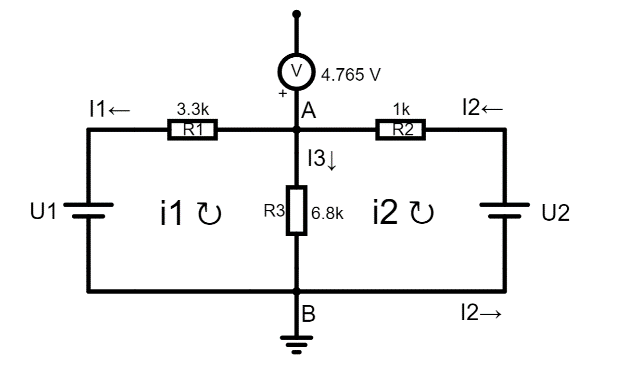 V
4.765 V
+
I1←
3.3k
R1
A
1k
R2
I2←
I3↓
U1
i1 ↻
R3
6.8k
i2 ↻
U2
B
I2→